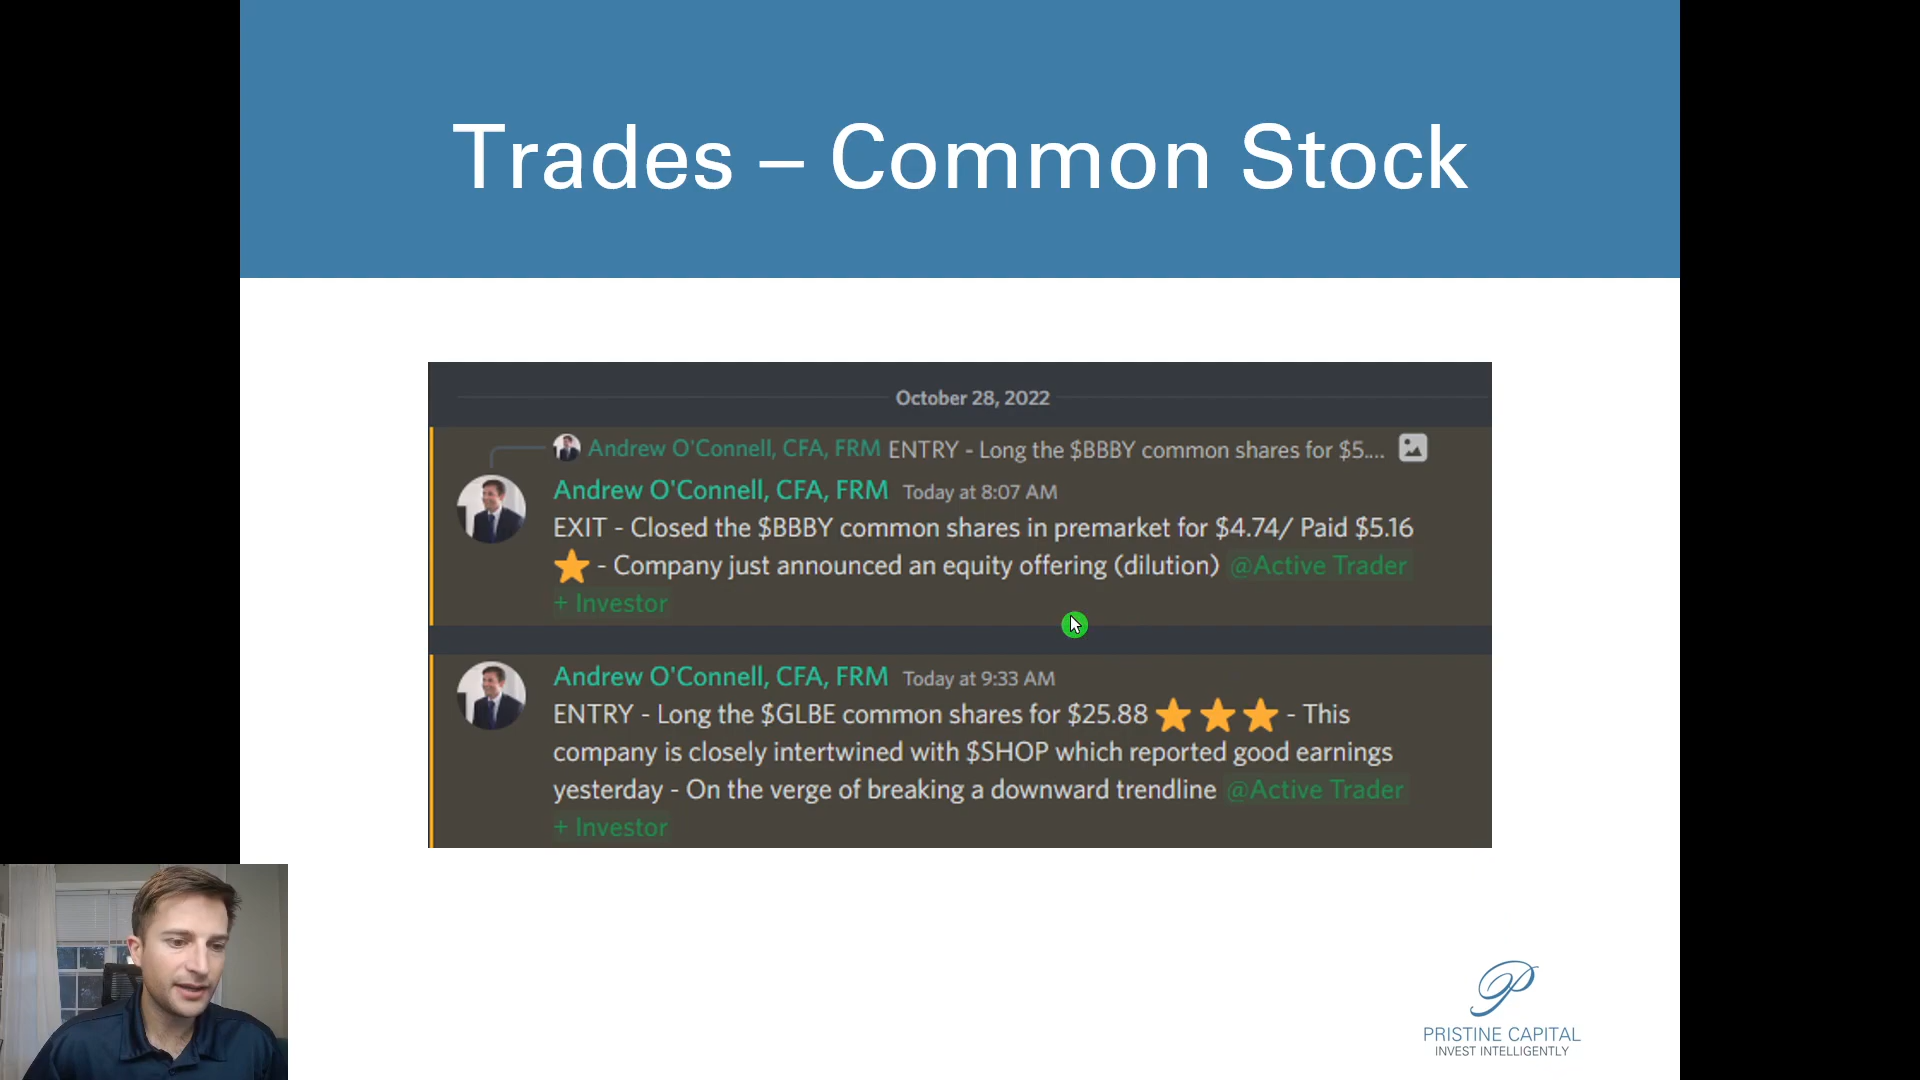 Trades – Common Stock
October 28, 2022
Andrew O'Connell, CFA, FRM ENTRY - Long the $BBBY common shares for $5....
Andrew O'Connell, CFA, FRM Today at 8:07 AM
EXIT - Closed the $BBBY common shares in premarket for $4.74/ Paid $5.16
- Company just announced an equity offering (dilution) @Active Trader
+ Investor
Andrew O'Connell, CFA, FRM Today at 9:33 AM
ENTRY - Long the $GLBE common shares for $25.88 - This
company is closely intertwined with $SHOP which reported good earnings
yesterday - On the verge of breaking a downward trendline @Active Trader
+ Investor
P
PRISTINE CAPITAL
INVEST INTELLIGENTLY